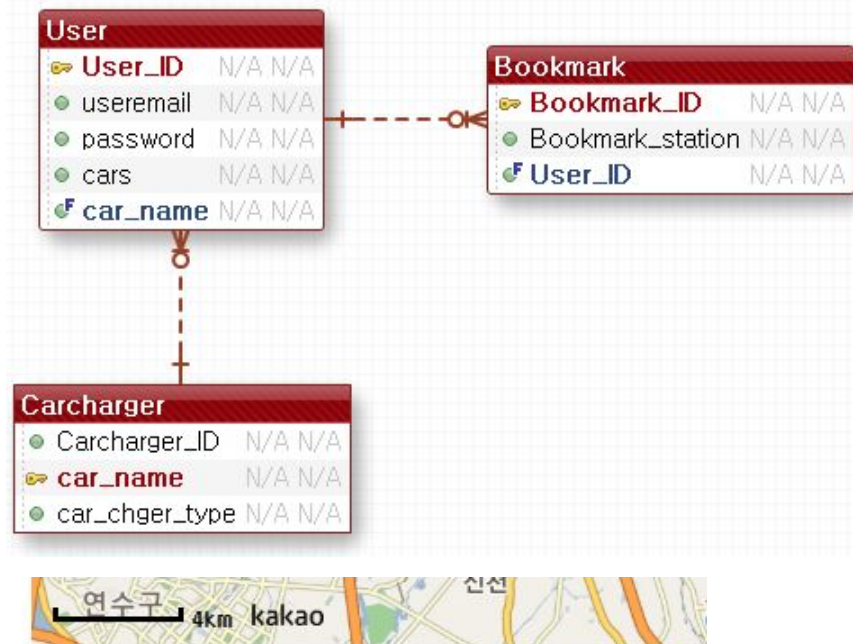 User
User_ID N/A N/A
useremail N/A N/A
password N/A N/A
cars N/A N/A
car_name N/A N/A
Bookmark
Bookmark_ID N/A N/A
Bookmark_station N/A N/A
User_ID N/A N/A
Carcharger
Carcharger_ID N/A N/A
car_name N/A N/A
car_chger_type N/A N/A
연수구
4km kakao